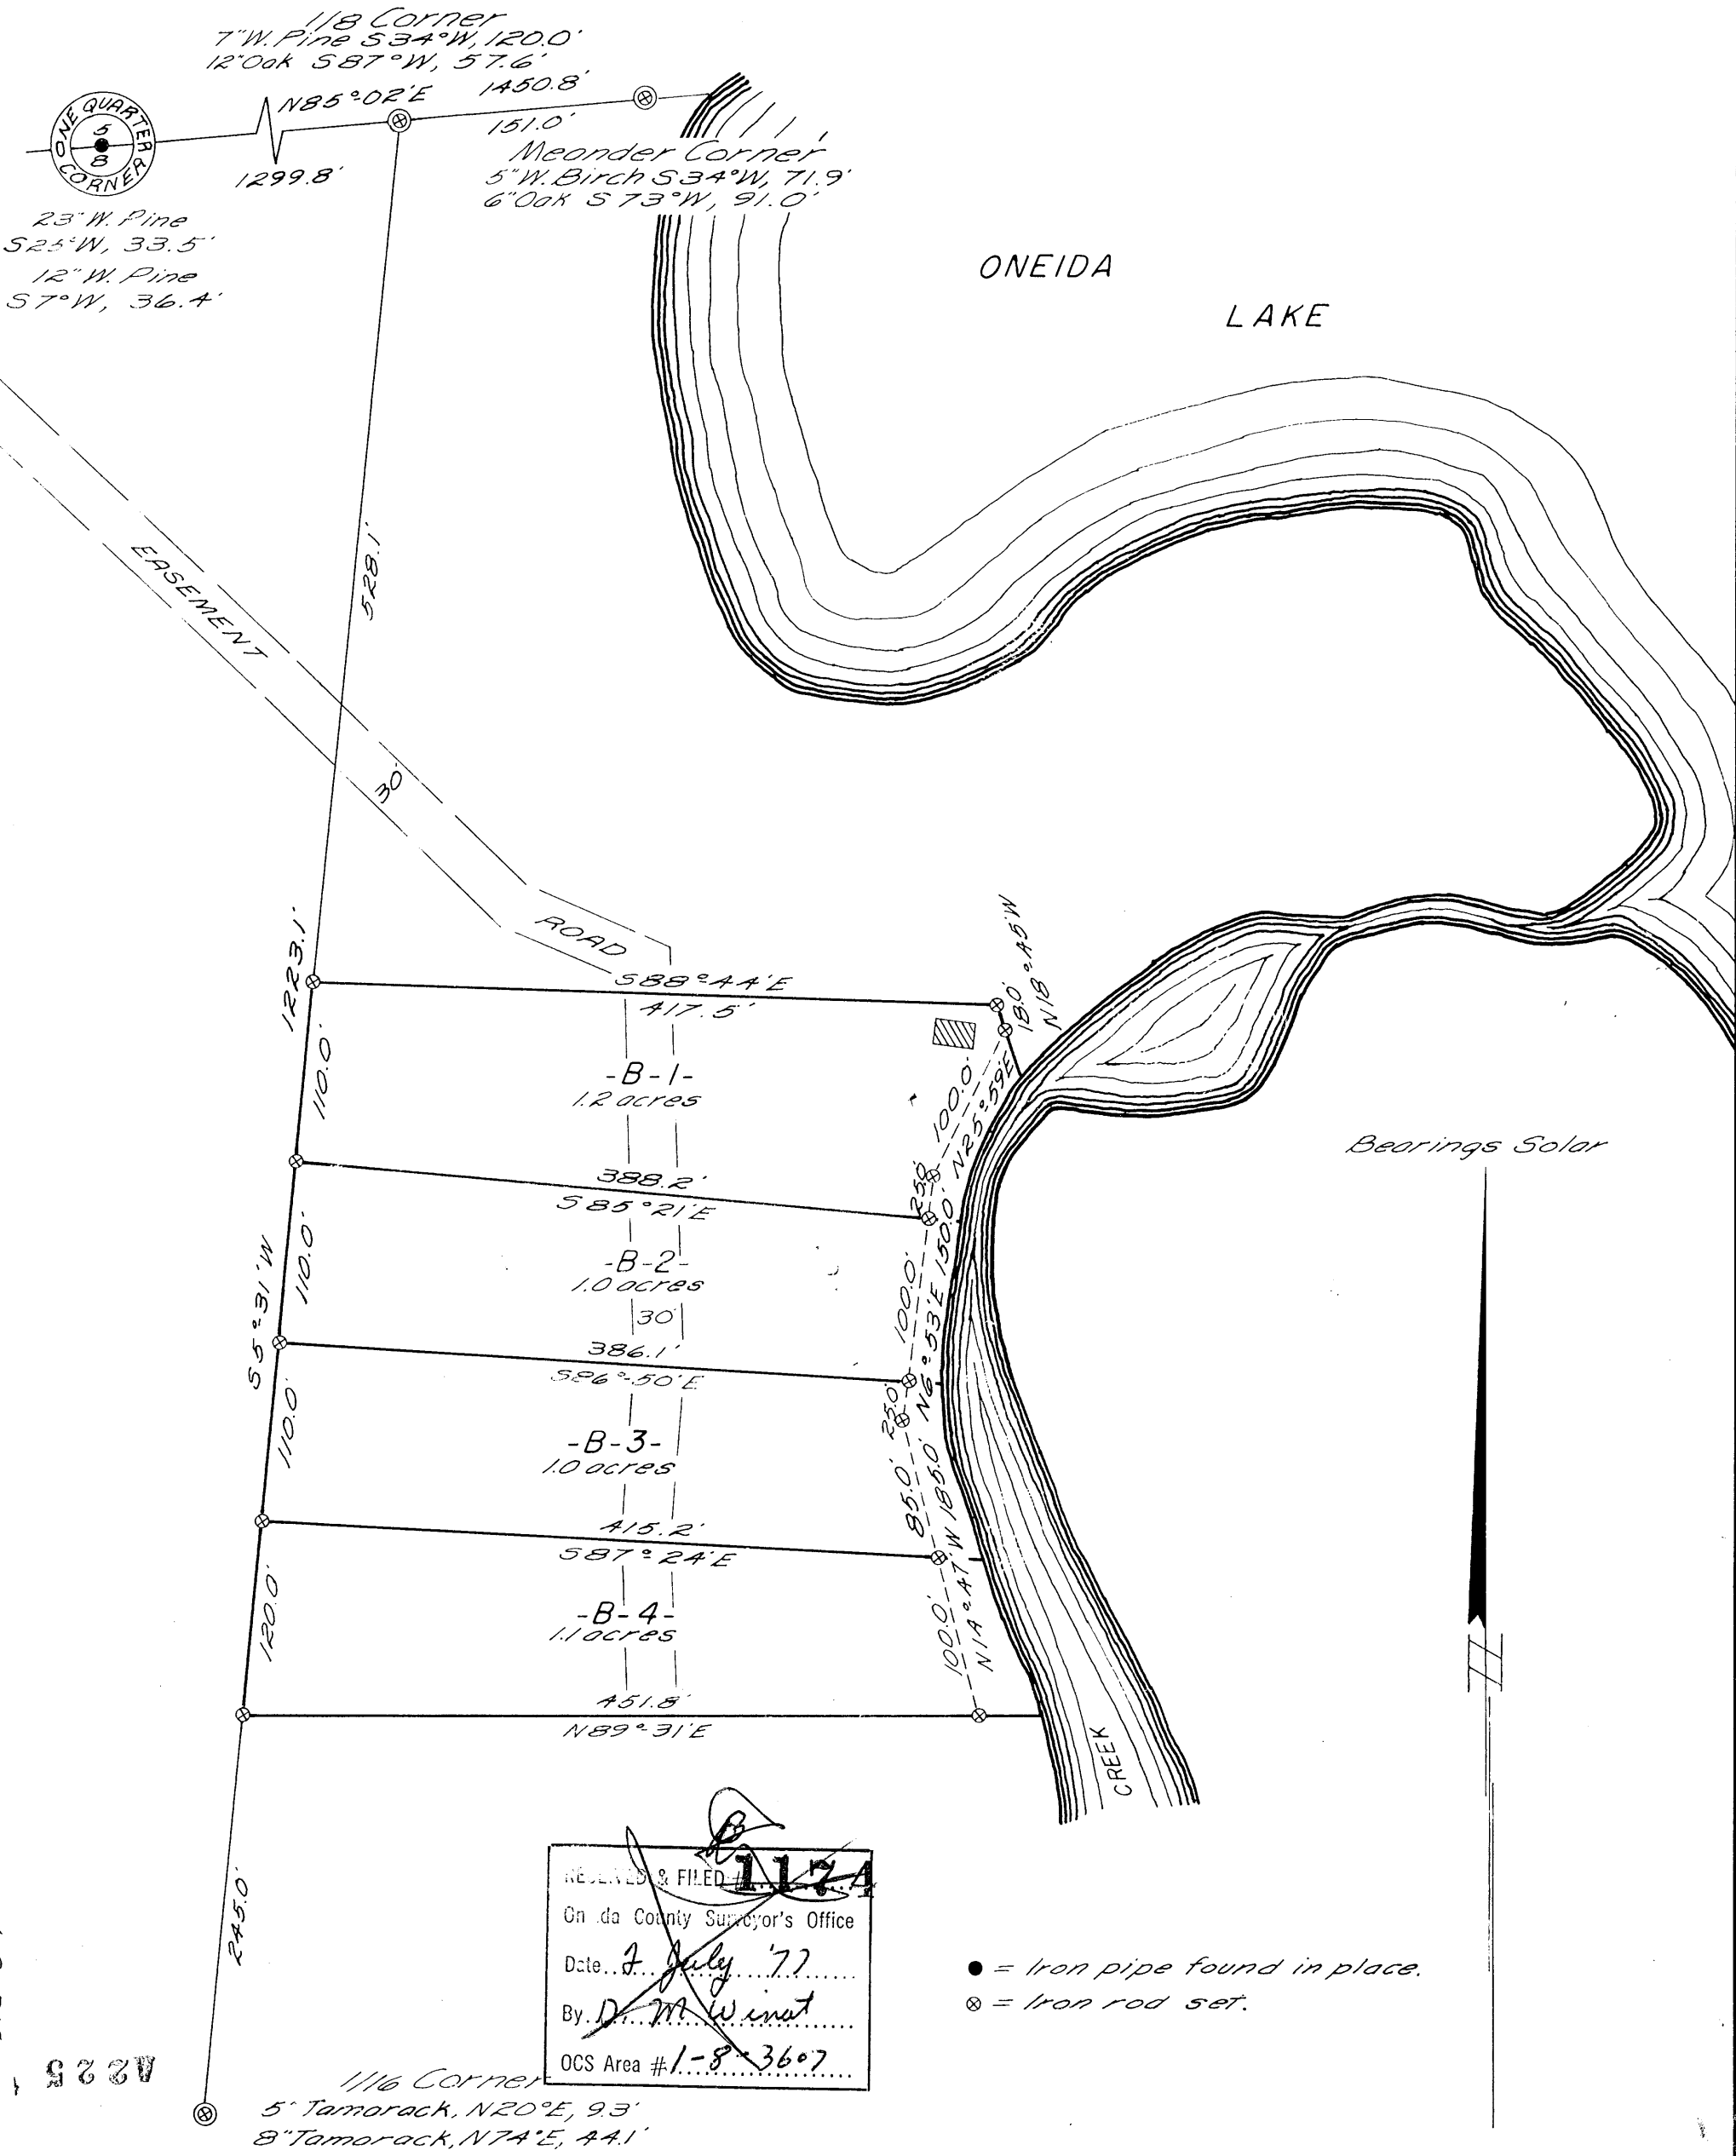 1/8 Corner
7"W. Pine S34°W, 120.0'
12"Oak S87°W, 57.6'
N85°-02'E
1450.8'
151.0'
1299.8'
ONE QUARTER
5
8
CORNER
23"W. Pine
S25°W, 33.5'
12"W. Pine
S7°W, 36.4'
Meander Corner
5"W. Birch S34°W, 71.9'
6"Oak S73°W, 91.0'
ONEIDA
LAKE
528.1'
EASEMENT
30'
ROAD
1223.1'
S88°-44'E
417.5'
18.0'
N18°-45'W
110.0'
-B-1-
1.2 acres
100.0'
N25°-59'E
388.2'
S85°21'E
25.0'
110.0'
-B-2-
1.0 acres
30'
100.0'
N6°-53'E 150.0'
S5°-31'W
386.1'
S86°-50'E
25.0'
110.0'
-B-3-
1.0 acres
85.0'
N14°-47'W 185.0'
415.2'
S87°-24'E
120.0'
-B-4-
1.1 acres
100.0'
451.8'
N89°-31'E
CREEK
Bearings Solar
245.0'
RECEIVED & FILED # 1174
Oneida County Surveyor's Office
Date 2 July '77
By D. M Winat
OCS Area # 1-8-3607
● = Iron pipe found in place.
⊗ = Iron rod set.
A225
1/16 Corner
5" Tamarack, N20°E, 9.3'
8" Tamarack, N74°E, 44.1'